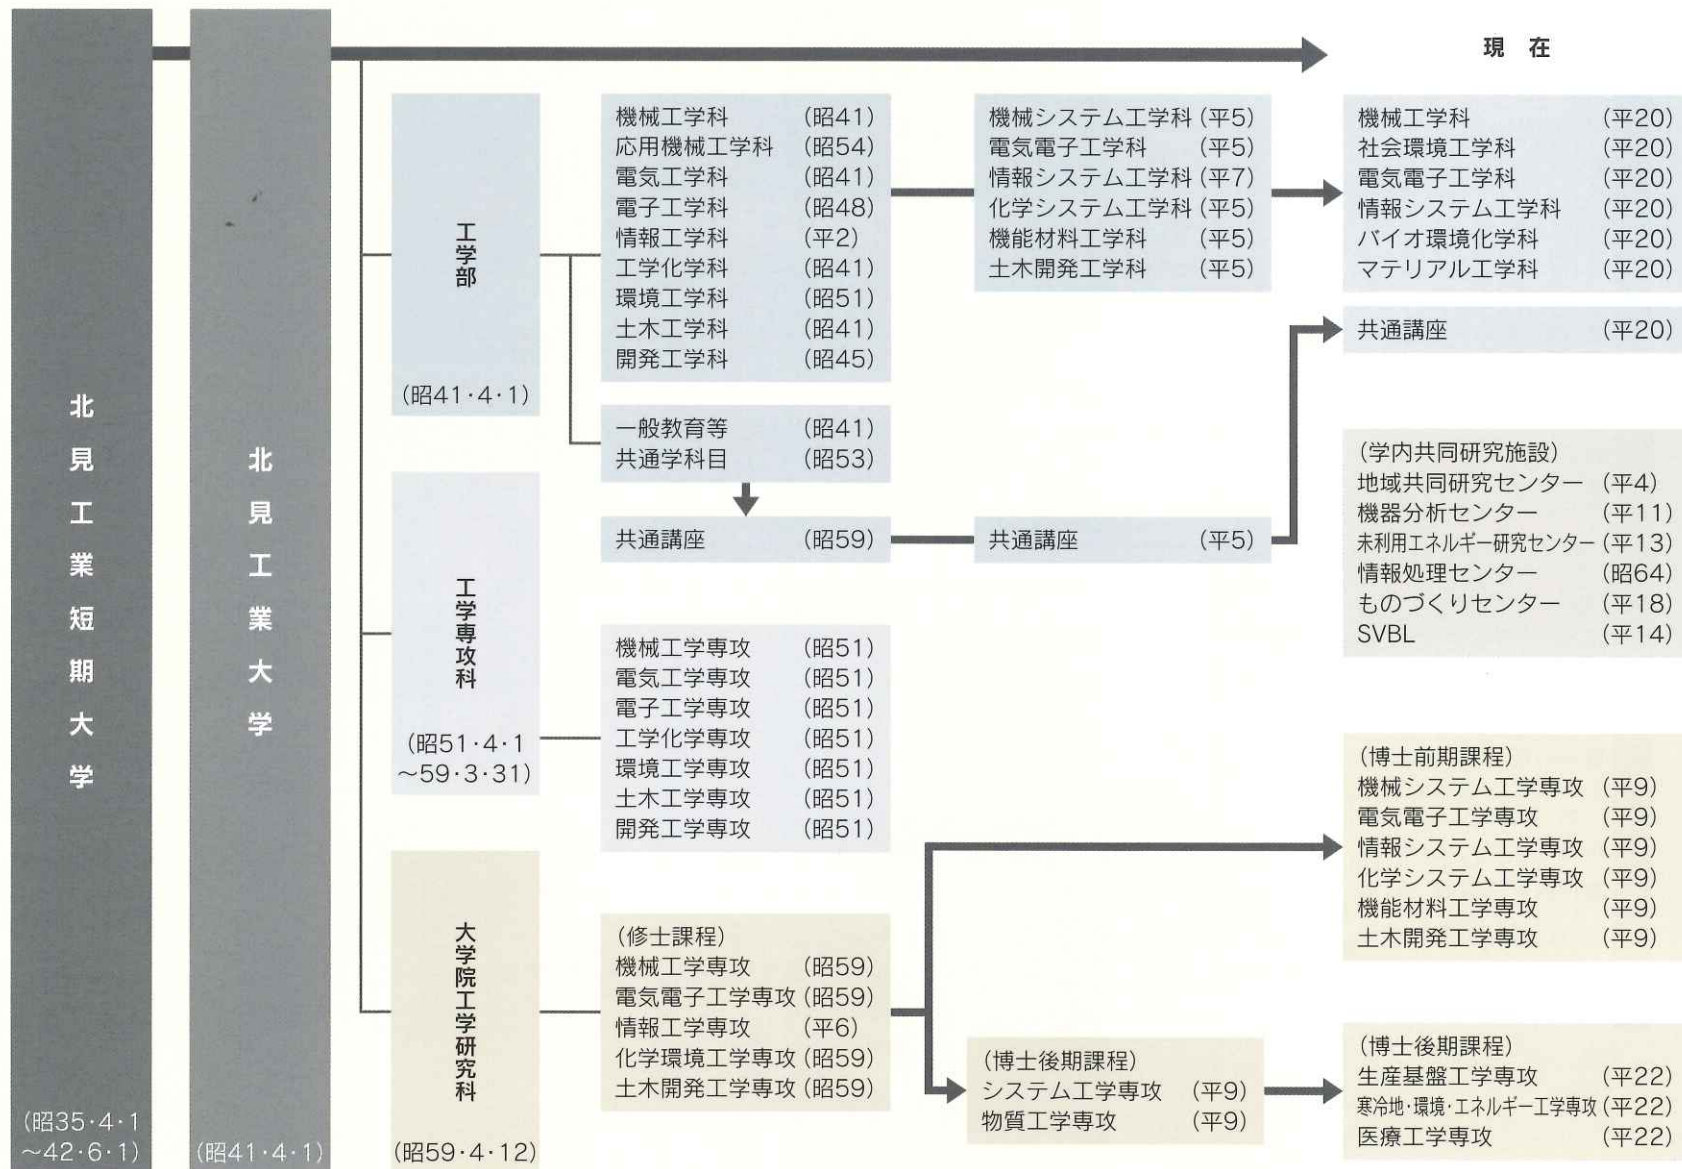 北見工業短期大学
(昭35・4・1
～42・6・1)
北見工業大学
(昭41・4・1)
工学部
(昭41・4・1)
工学専攻科
(昭51・4・1
～59・3・31)
大学院工学研究科
(昭59・4・12)
機械工学科 (昭41)
応用機械工学科 (昭54)
電気工学科 (昭41)
電子工学科 (昭48)
情報工学科 (平2)
工学化学科 (昭41)
環境工学科 (昭51)
土木工学科 (昭41)
開発工学科 (昭45)
一般教育等 (昭41)
共通学科目 (昭53)
共通講座 (昭59)
機械工学専攻 (昭51)
電気工学専攻 (昭51)
電子工学専攻 (昭51)
工学化学専攻 (昭51)
環境工学専攻 (昭51)
土木工学専攻 (昭51)
開発工学専攻 (昭51)
(修士課程)
機械工学専攻 (昭59)
電気電子工学専攻 (昭59)
情報工学専攻 (平6)
化学環境工学専攻 (昭59)
土木開発工学専攻 (昭59)
機械システム工学科 (平5)
電気電子工学科 (平5)
情報システム工学科 (平7)
化学システム工学科 (平5)
機能材料工学科 (平5)
土木開発工学科 (平5)
共通講座 (平5)
(博士後期課程)
システム工学専攻 (平9)
物質工学専攻 (平9)
現 在
機械工学科 (平20)
社会環境工学科 (平20)
電気電子工学科 (平20)
情報システム工学科 (平20)
バイオ環境化学科 (平20)
マテリアル工学科 (平20)
共通講座 (平20)
(学内共同研究施設)
地域共同研究センター (平4)
機器分析センター (平11)
未利用エネルギー研究センター (平13)
情報処理センター (昭64)
ものづくりセンター (平18)
SVBL (平14)
(博士前期課程)
機械システム工学専攻 (平9)
電気電子工学専攻 (平9)
情報システム工学専攻 (平9)
化学システム工学専攻 (平9)
機能材料工学専攻 (平9)
土木開発工学専攻 (平9)
(博士後期課程)
生産基盤工学専攻 (平22)
寒冷地・環境・エネルギー工学専攻 (平22)
医療工学専攻 (平22)